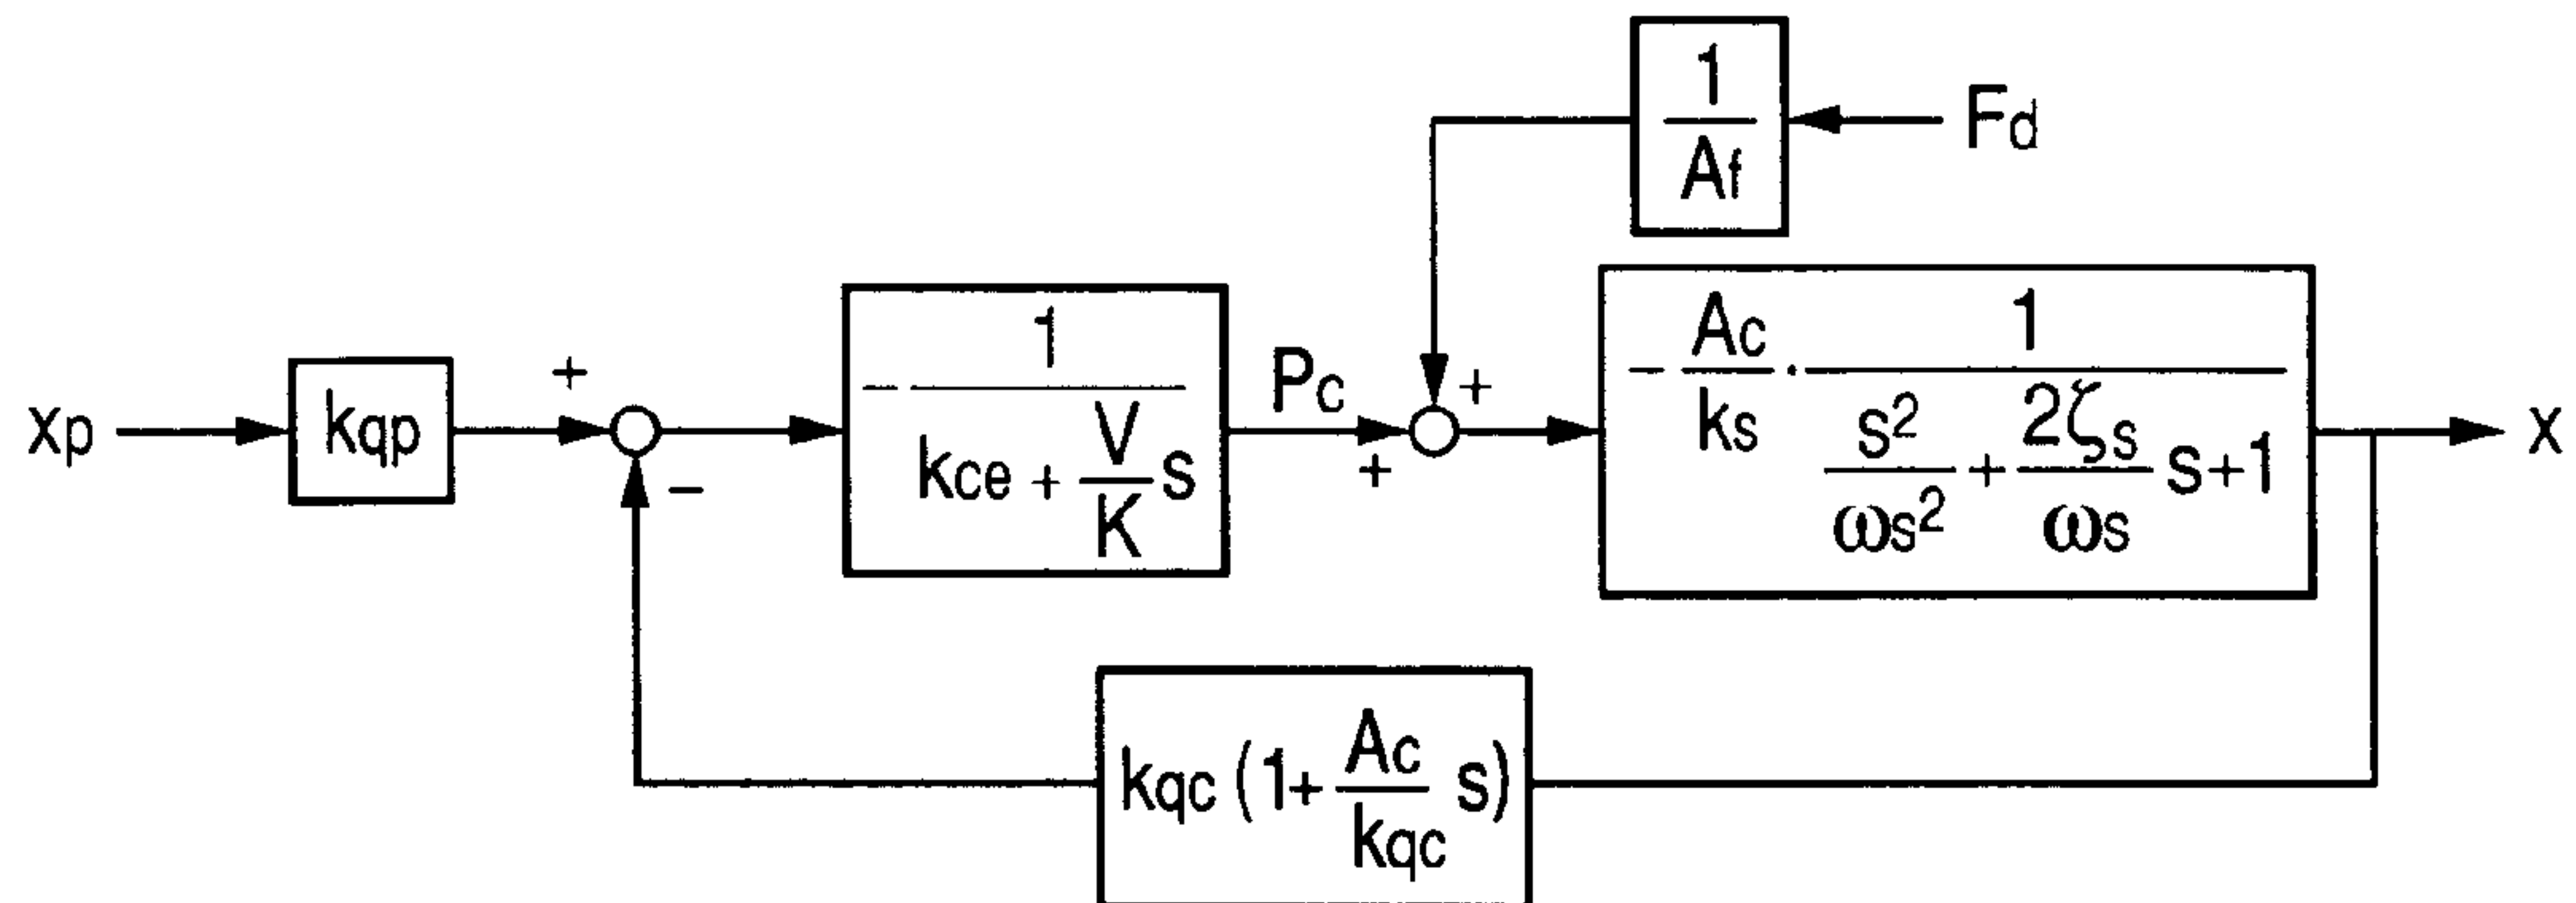 1
Af
Fd
xp
kqp
+
−
- 1
kce + V/K s
Pc
+
+
- Ac/ks · 1
s²/ωs² + 2ζs/ωs s+1
x
kqc (1+ Ac/kqc s)